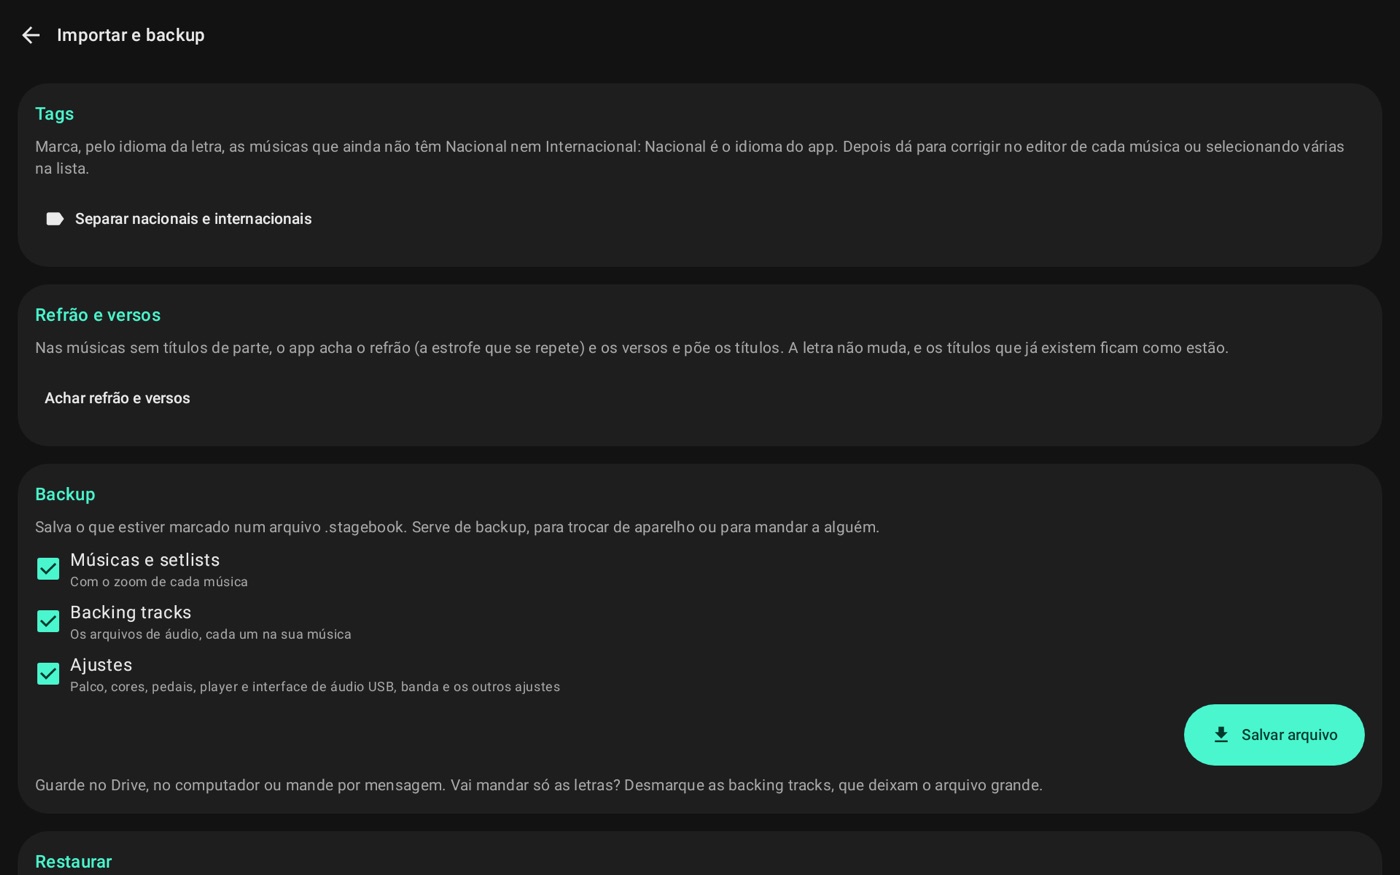 Importar e backup
Tags
Marca, pelo idioma da letra, as músicas que ainda não têm Nacional nem Internacional: Nacional é o idioma do app. Depois dá para corrigir no editor de cada música ou selecionando várias
na lista.
Separar nacionais e internacionais
Refrão e versos
Nas músicas sem títulos de parte, o app acha o refrão (a estrofe que se repete) e os versos e põe os títulos. A letra não muda, e os títulos que já existem ficam como estão.
Achar refrão e versos
Backup
Salva o que estiver marcado num arquivo .stagebook. Serve de backup, para trocar de aparelho ou para mandar a alguém.
Músicas e setlists
Com o zoom de cada música
Backing tracks
Os arquivos de áudio, cada um na sua música
Ajustes
Palco, cores, pedais, player e interface de áudio USB, banda e os outros ajustes
Salvar arquivo
Guarde no Drive, no computador ou mande por mensagem. Vai mandar só as letras? Desmarque as backing tracks, que deixam o arquivo grande.
Restaurar